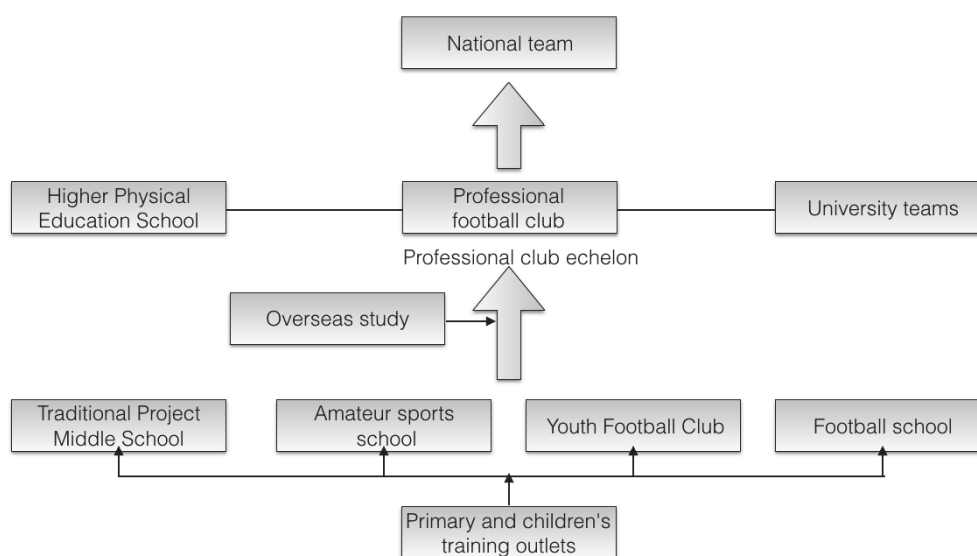 National team
Higher Physical
Education School
Professional
football club
University teams
Professional club echelon
Overseas study
Traditional Project
Middle School
Amateur sports
school
Youth Football Club
Football school
Primary and children's
training outlets